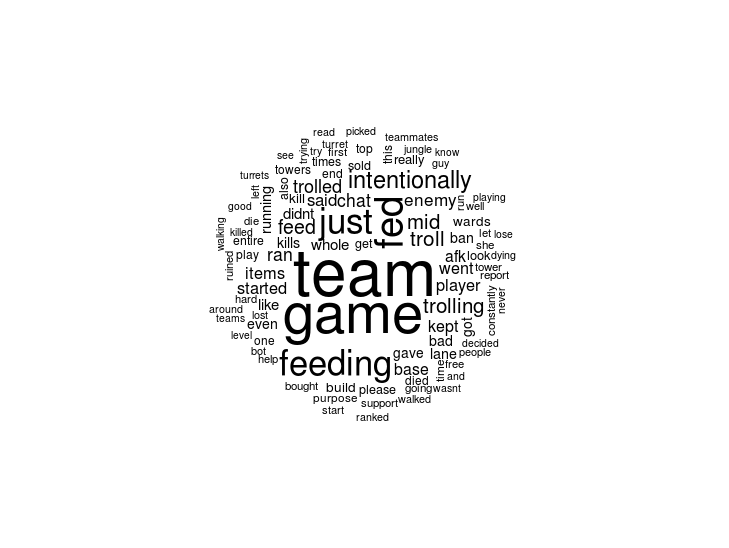 read picked
trying turret teammates
see try first top this jungle know
times really guy
turrets towers end sold
left also trolled intentionally
good running kill said chat enemy run well playing
walking die didnt just fed mid wards
killed feed let lose
entire kills whole get troll ban she
ruined play ran afk look dying
items team went tower
report
started player
hard like game trolling constantly never
around
teams lost even kept got
level one bad decided
bot feeding gave lane people
help base time free
died and
bought build please going wasnt
purpose support walked
start
ranked